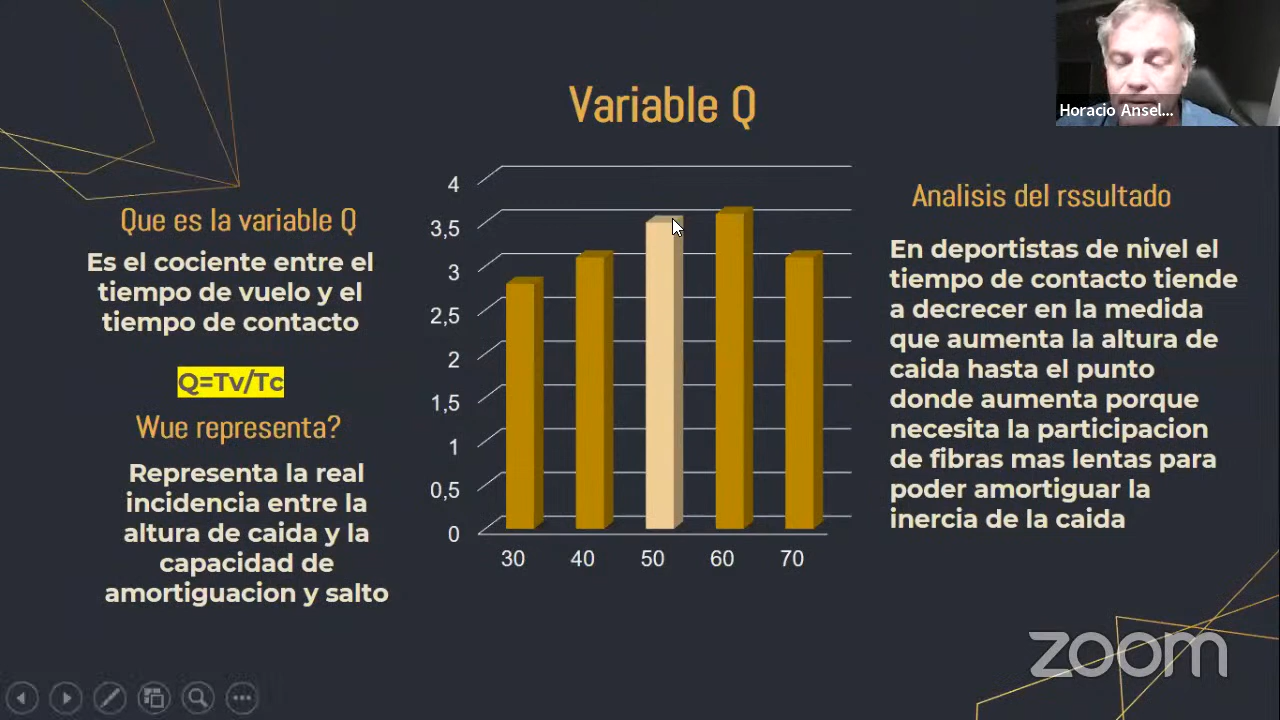 Variable Q
Horacio Ansel...
Que es la variable Q
Es el cociente entre el
tiempo de vuelo y el
tiempo de contacto
Q=Tv/Tc
Wue representa?
Representa la real
incidencia entre la
altura de caida y la
capacidad de
amortiguacion y salto
4
3,5
3
2,5
2
1,5
1
0,5
0
30 40 50 60 70
Analisis del rssultado
En deportistas de nivel el
tiempo de contacto tiende
a decrecer en la medida
que aumenta la altura de
caida hasta el punto
donde aumenta porque
necesita la participacion
de fibras mas lentas para
poder amortiguar la
inercia de la caida
zoom